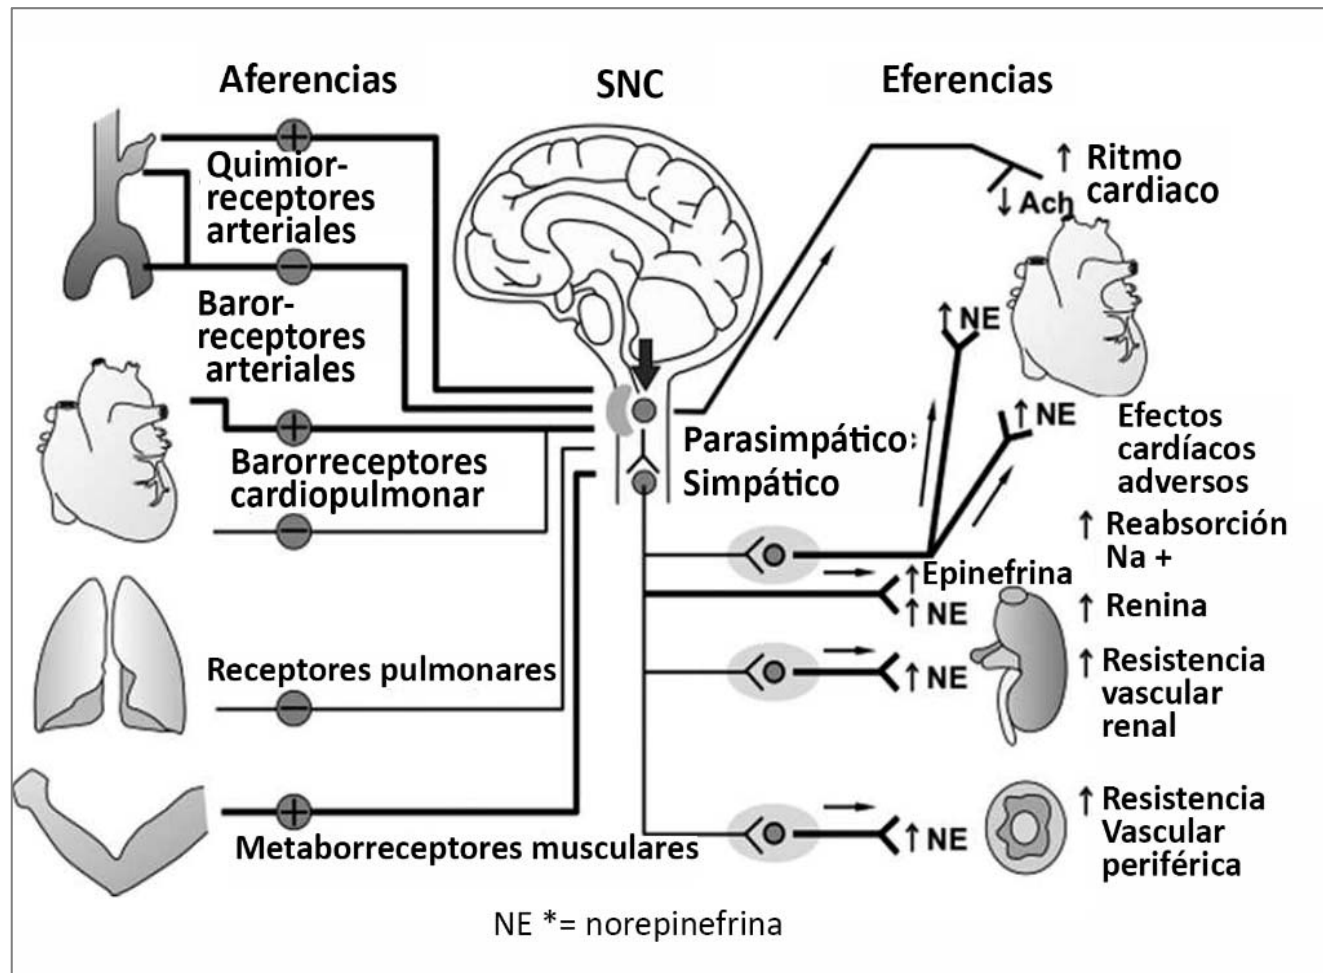 Aferencias
SNC
Eferencias
+
Quimior-
receptores
arteriales
−
Baror-
receptores
arteriales
+
Barorreceptores
cardiopulmonar
−
Receptores pulmonares
−
+
Metaborreceptores musculares
Parasimpático:
Simpático
↑ Ritmo
cardiaco
↓ Ach
↑ NE
↑ NE
Efectos
cardíacos
adversos
↑ Reabsorción
Na +
↑ Epinefrina
↑ NE
↑ Renina
↑ NE
↑ Resistencia
vascular
renal
↑ NE
↑ Resistencia
Vascular
periférica
NE *= norepinefrina